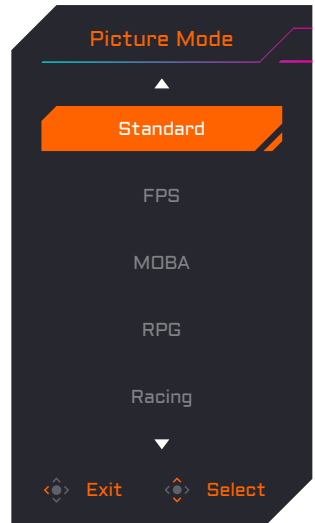 Picture Mode
Standard
FPS
MOBA
RPG
Racing
Exit Select